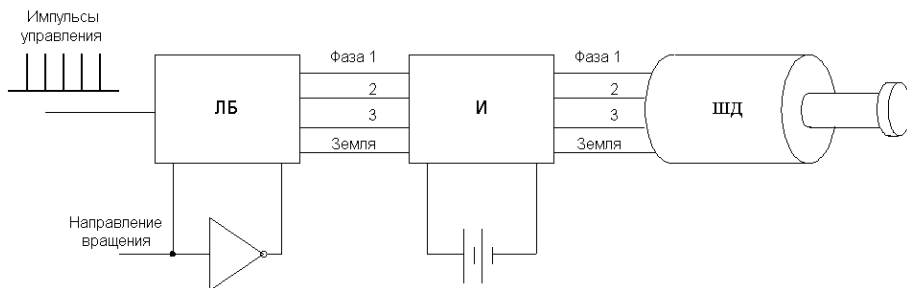 Импульсы
управления
Фаза 1
Фаза 1
2
2
ЛБ
И
ШД
3
3
Земля
Земля
Направление
вращения